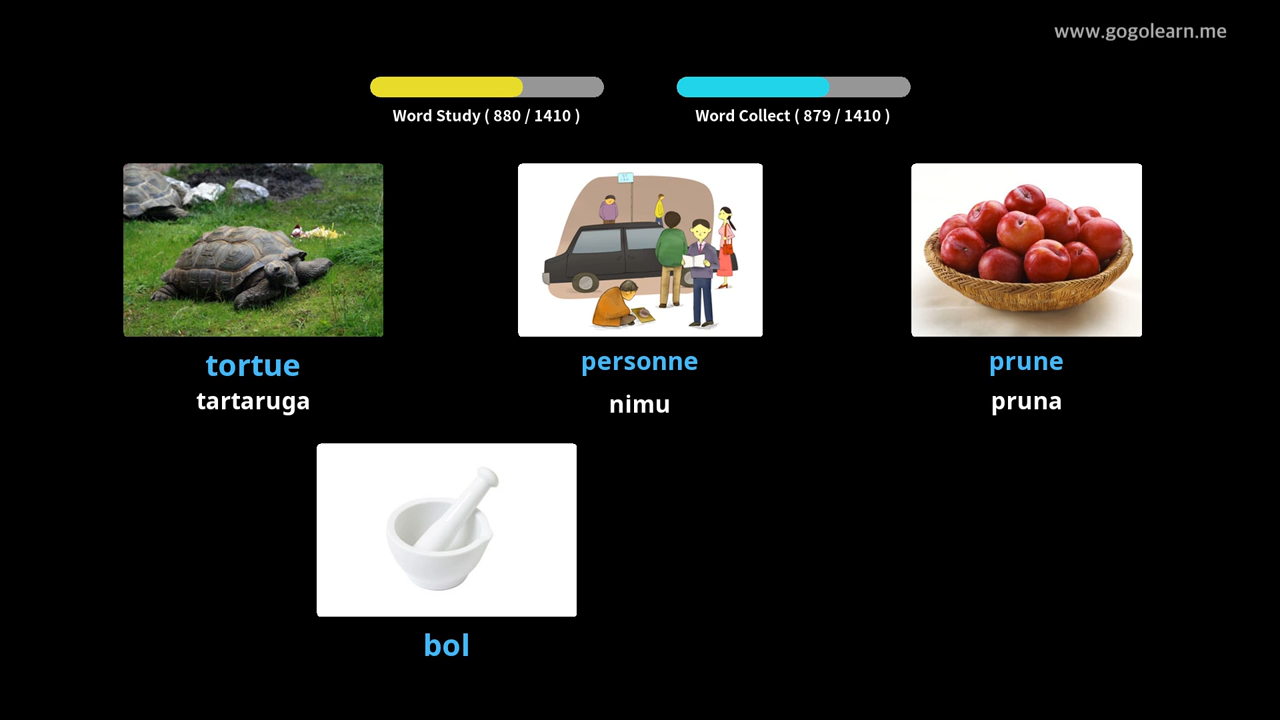 www.gogolearn.me
Word Study ( 880 / 1410 )
Word Collect ( 879 / 1410 )
tortue
tartaruga
personne
nimu
prune
pruna
bol